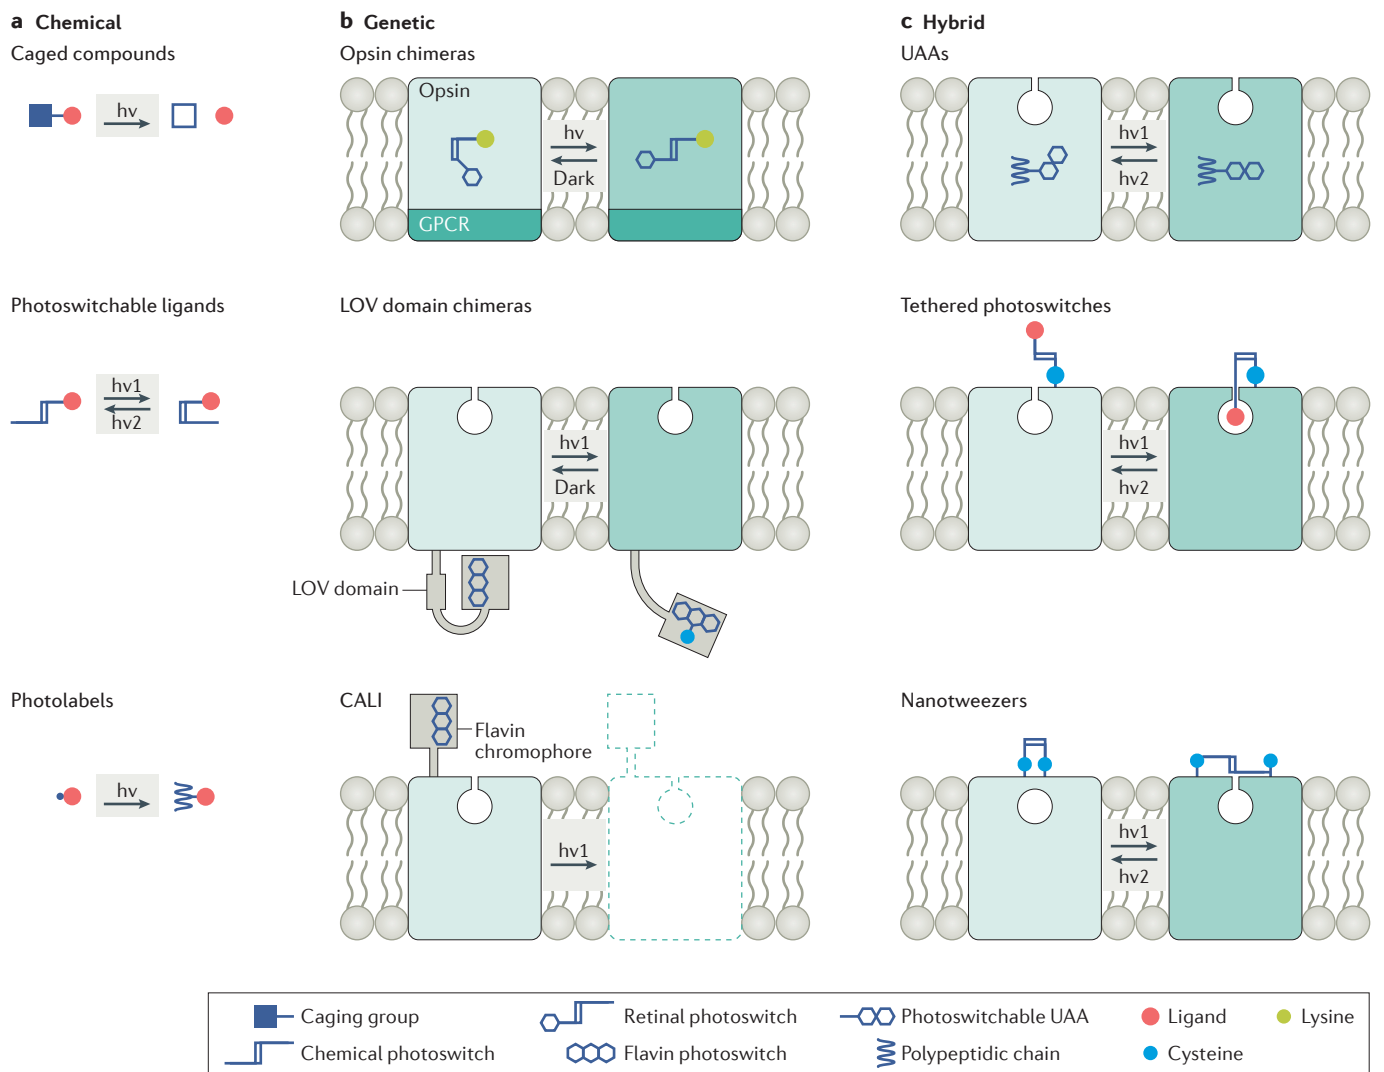 a Chemical
Caged compounds
hv
Photoswitchable ligands
hv1
hv2
Photolabels
hv
b Genetic
Opsin chimeras
Opsin
hv
Dark
GPCR
LOV domain chimeras
hv1
Dark
LOV domain
CALI
Flavin
chromophore
hv1
c Hybrid
UAAs
hv1
hv2
Tethered photoswitches
hv1
hv2
Nanotweezers
hv1
hv2
Caging group
Retinal photoswitch
Photoswitchable UAA
Ligand
Lysine
Chemical photoswitch
Flavin photoswitch
Polypeptidic chain
Cysteine